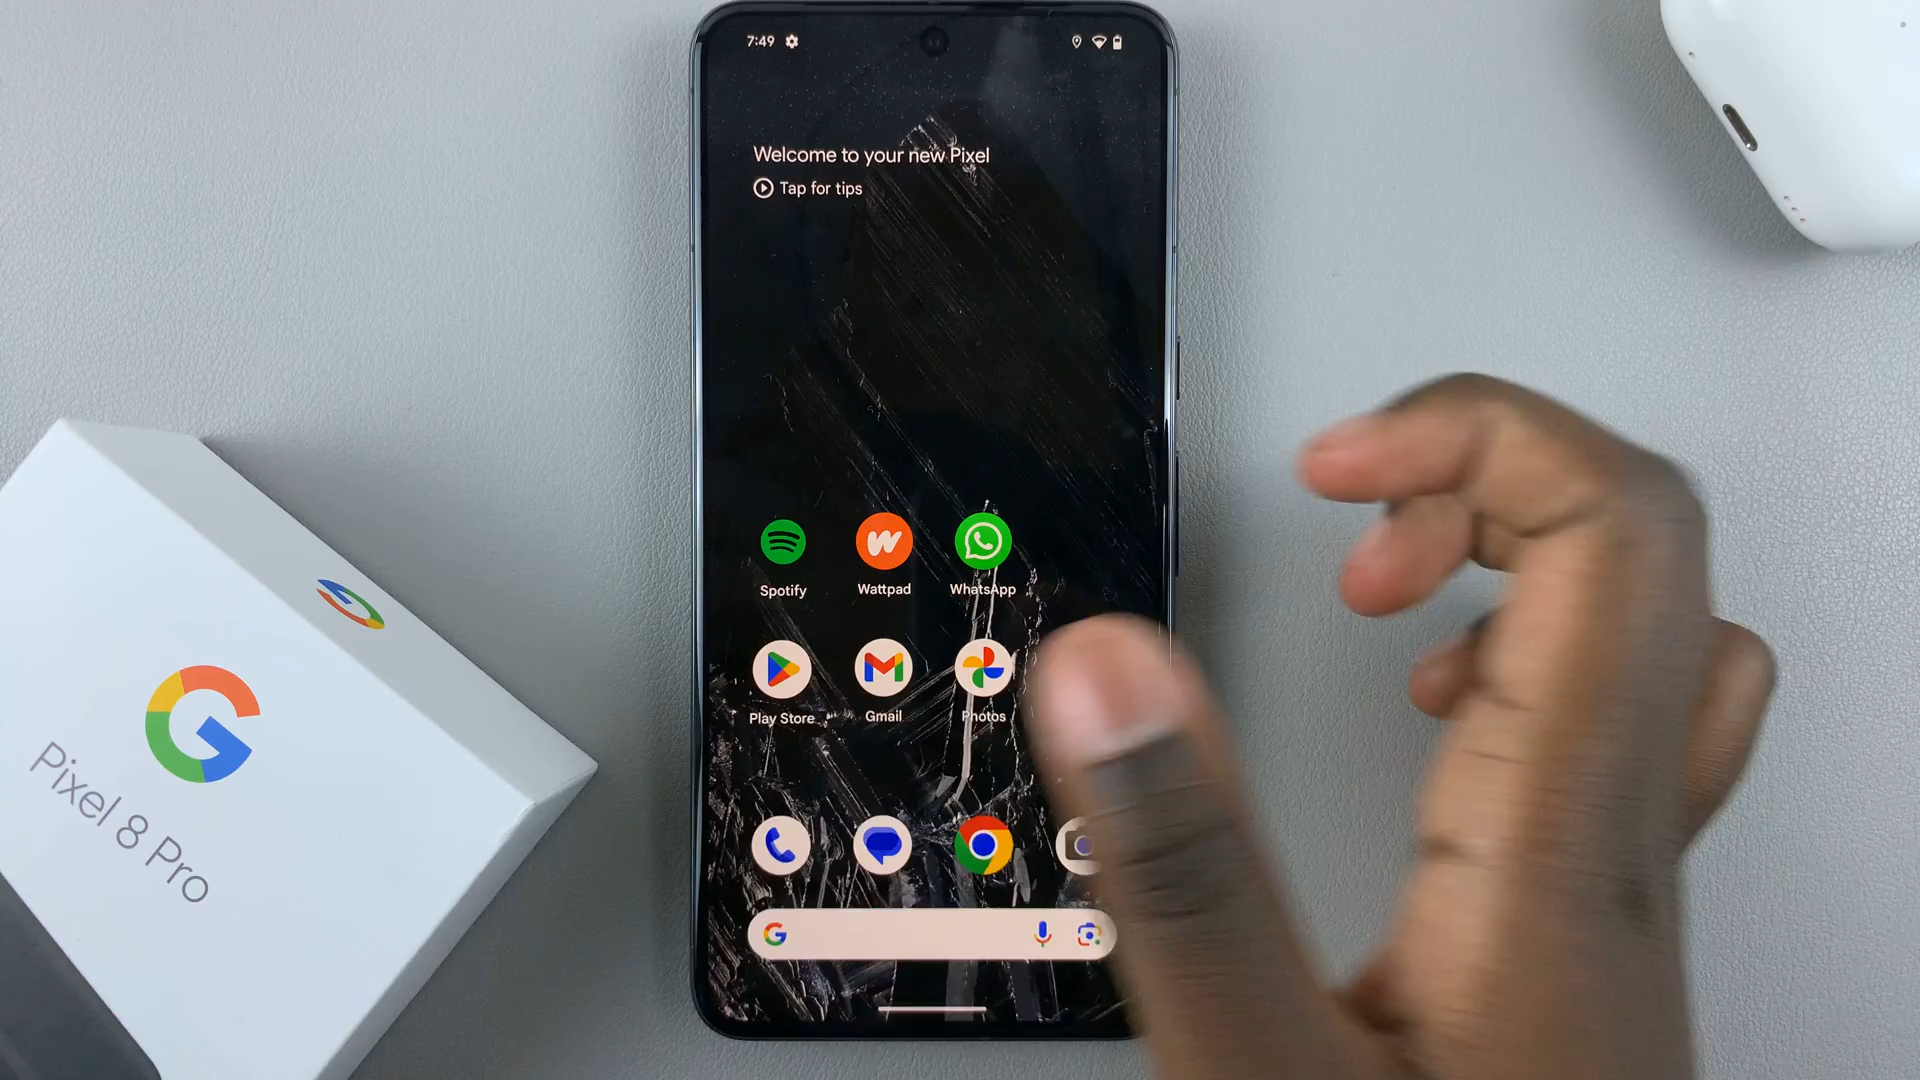 7:49
Welcome to your new Pixel
Tap for tips
Spotify
Wattpad
WhatsApp
Play Store
Gmail
Photos
Pixel 8 Pro